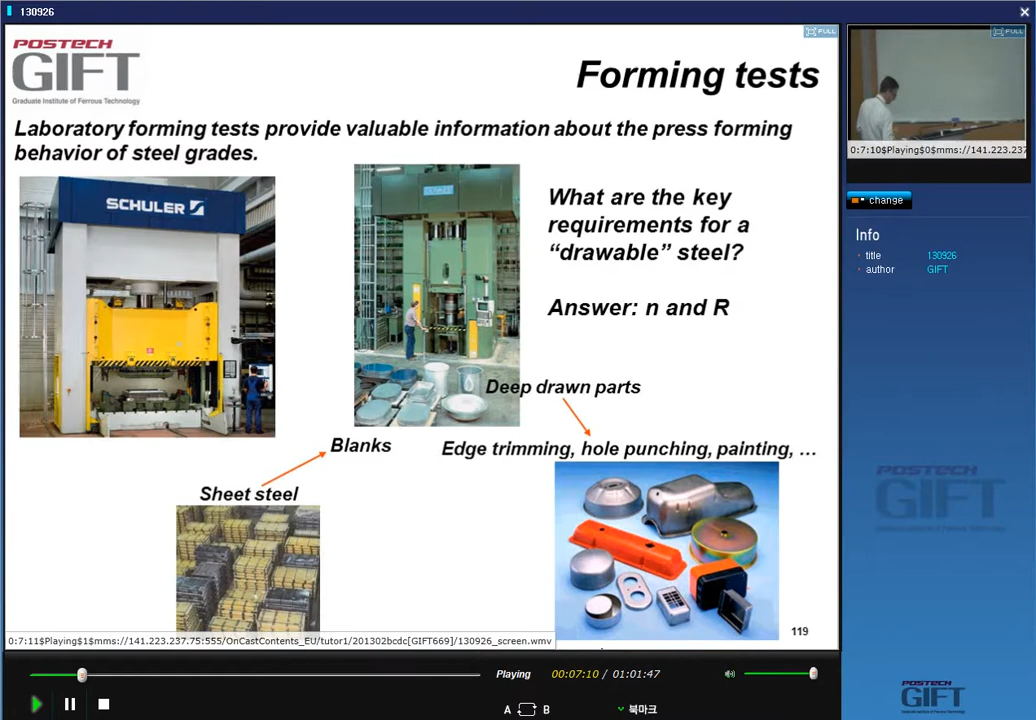 130926
POSTECH
GIFT
Graduate Institute of Ferrous Technology
FULL
Forming tests
Laboratory forming tests provide valuable information about the press forming
behavior of steel grades.
SCHULER
What are the key
requirements for a
“drawable” steel?
Answer: n and R
Deep drawn parts
Blanks
Edge trimming, hole punching, painting, …
Sheet steel
119
0:7:11$Playing$1$mms://141.223.237.75:555/OnCastContents_EU/tutor1/201302bcdc[GIFT669]/130926_screen.wmv
FULL
0:7:10$Playing$0$mms://141.223.237
change
Info
title 130926
author GIFT
POSTECH
GIFT
Playing 00:07:10 / 01:01:47
A B 북마크
POSTECH
GIFT